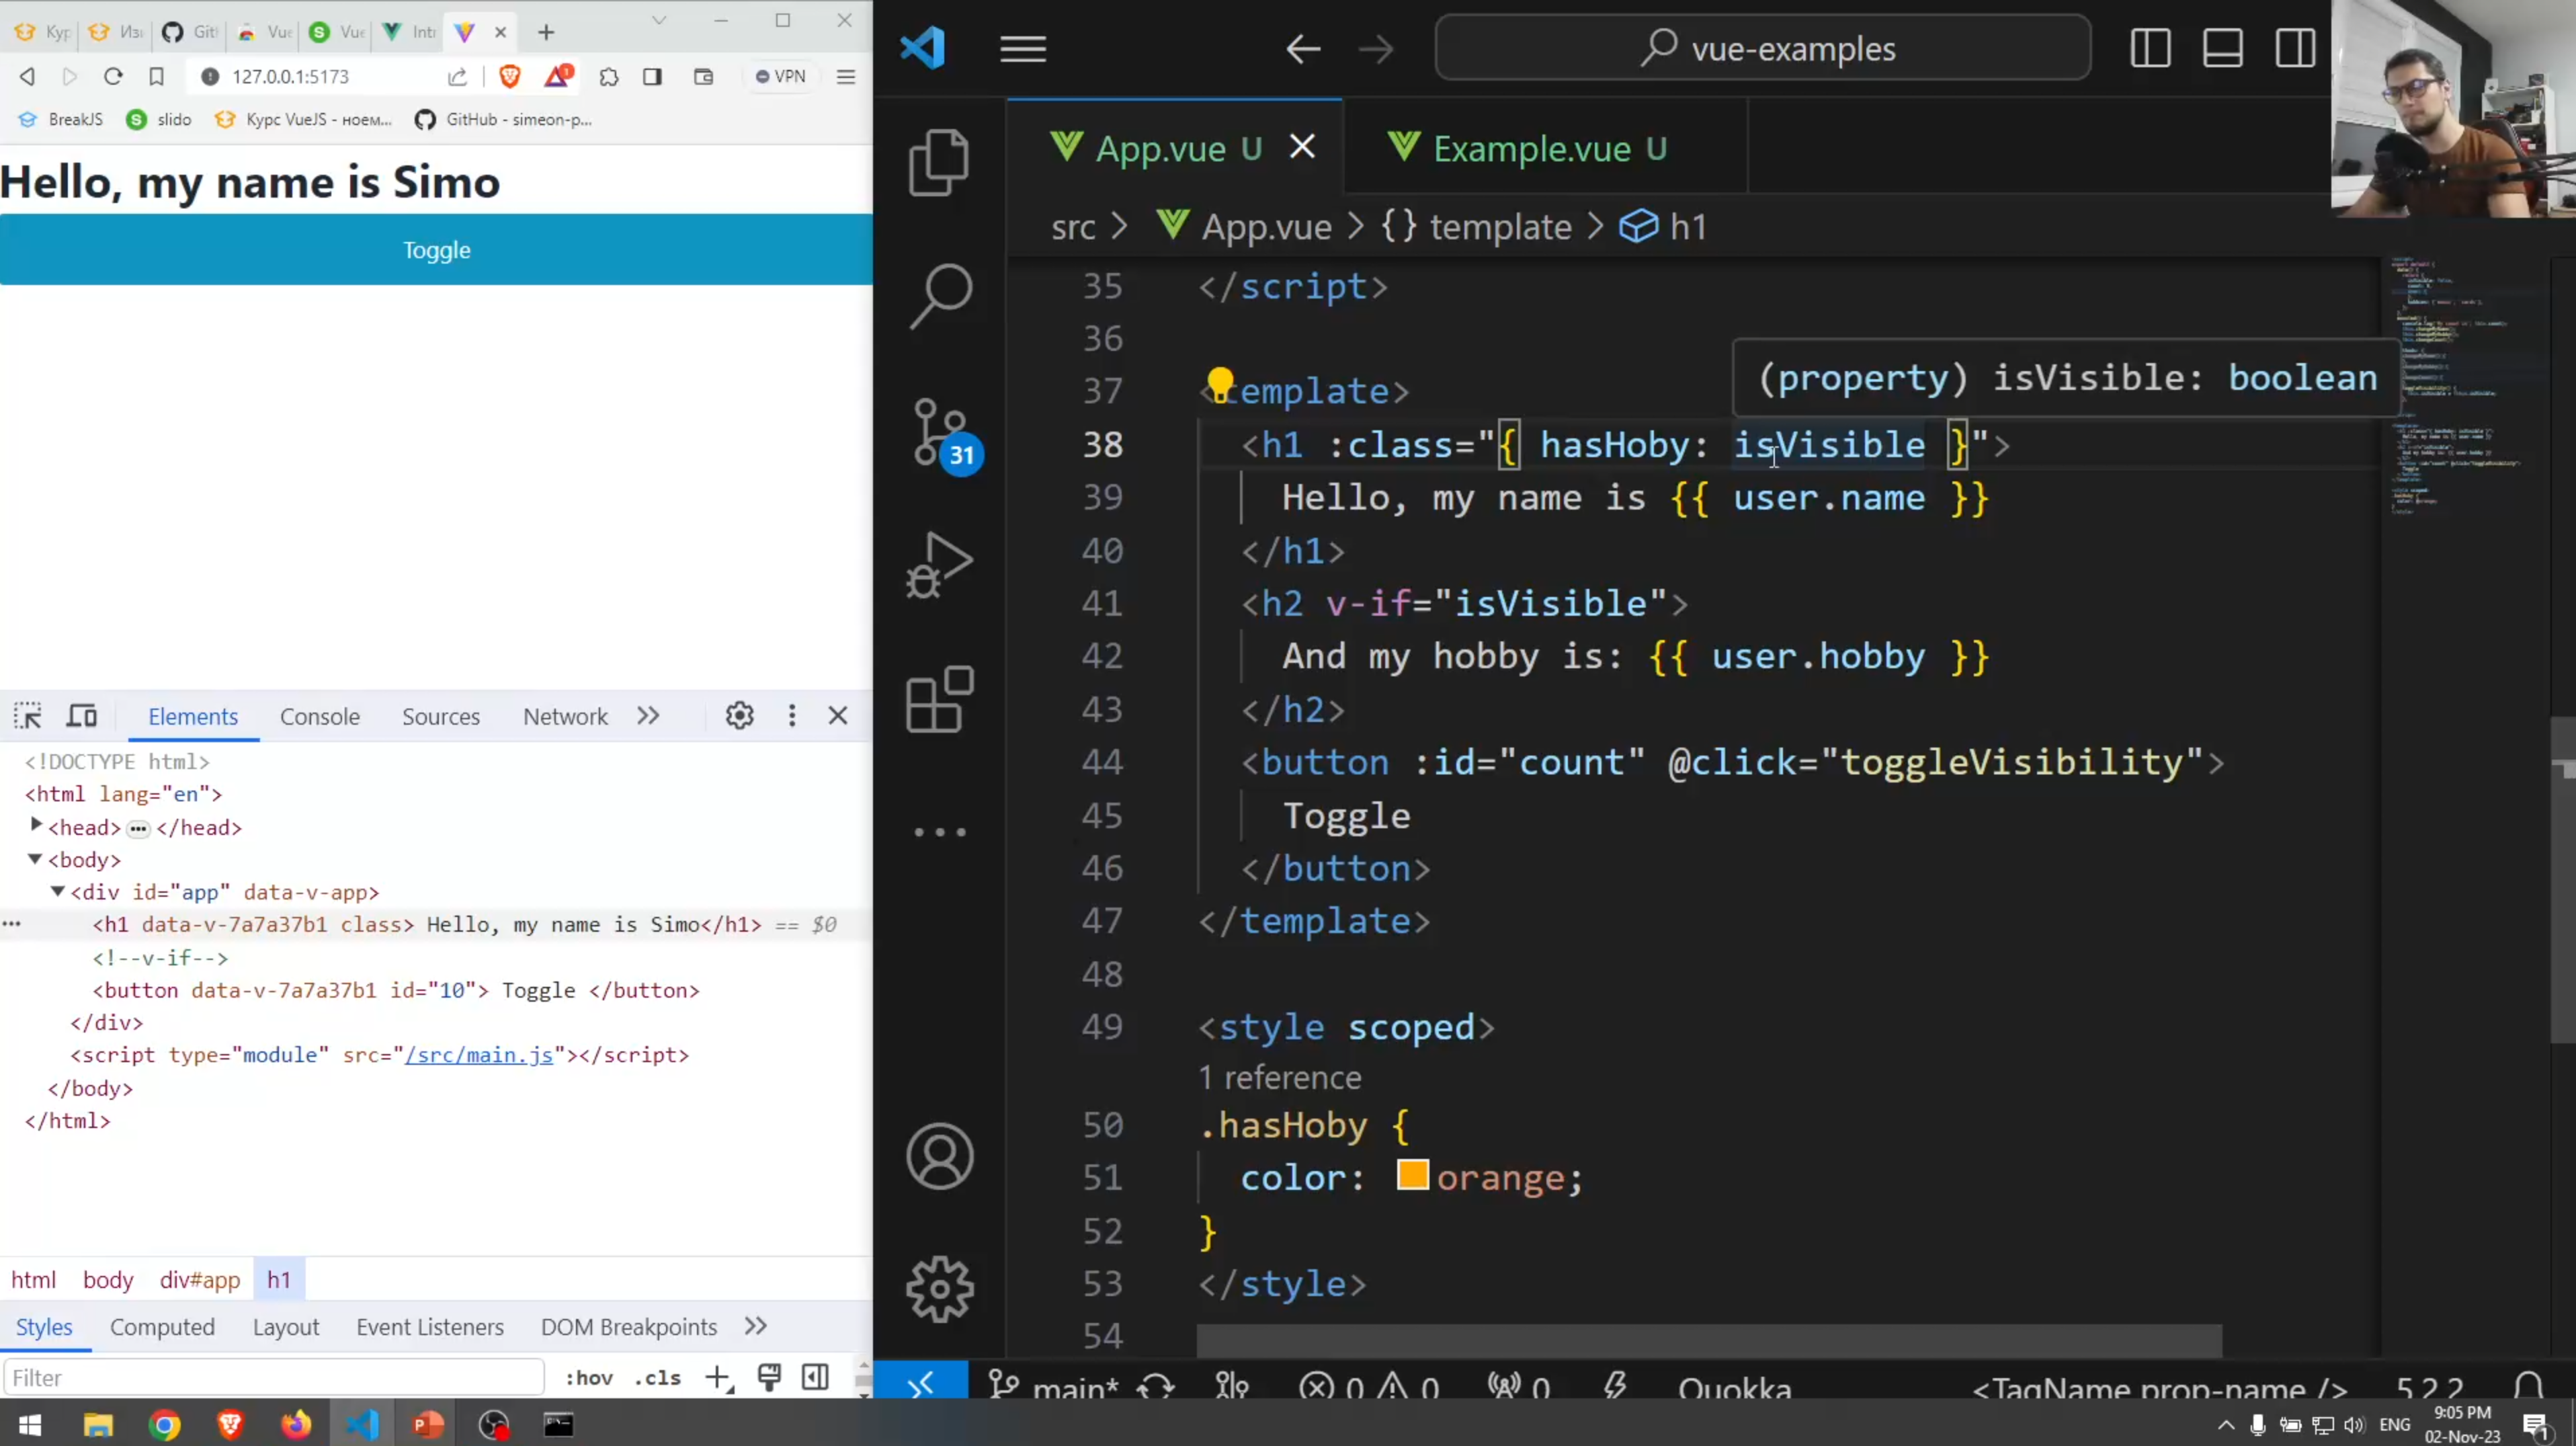 Кур
Из
Git
Vue
Vue
Intr
127.0.0.1:5173
VPN
BreakJS
slido
Курс VueJS - ноем...
GitHub - simeon-p...
Hello, my name is Simo
Toggle
Elements
Console
Sources
Network
<!DOCTYPE html>
<html lang="en">
<head> ••• </head>
<body>
<div id="app" data-v-app>
<h1 data-v-7a7a37b1 class> Hello, my name is Simo</h1> == $0
<!--v-if-->
<button data-v-7a7a37b1 id="10"> Toggle </button>
</div>
<script type="module" src="/src/main.js"></script>
</body>
</html>
html body div#app h1
Styles
Computed
Layout
Event Listeners
DOM Breakpoints
Filter
:hov .cls
vue-examples
App.vue U
Example.vue U
src > App.vue > {} template > h1
31
(property) isVisible: boolean
35 </script>
36
37 <template>
38 <h1 :class="{ hasHoby: isVisible }">
39 Hello, my name is {{ user.name }}
40 </h1>
41 <h2 v-if="isVisible">
42 And my hobby is: {{ user.hobby }}
43 </h2>
44 <button :id="count" @click="toggleVisibility">
45 Toggle
46 </button>
47 </template>
48
49 <style scoped>
1 reference
50 .hasHoby {
51 color: orange;
52 }
53 </style>
54
main* 0 0 0 Quokka <TagName prop-name /> 5.2.2
ENG
9:05 PM
02-Nov-23